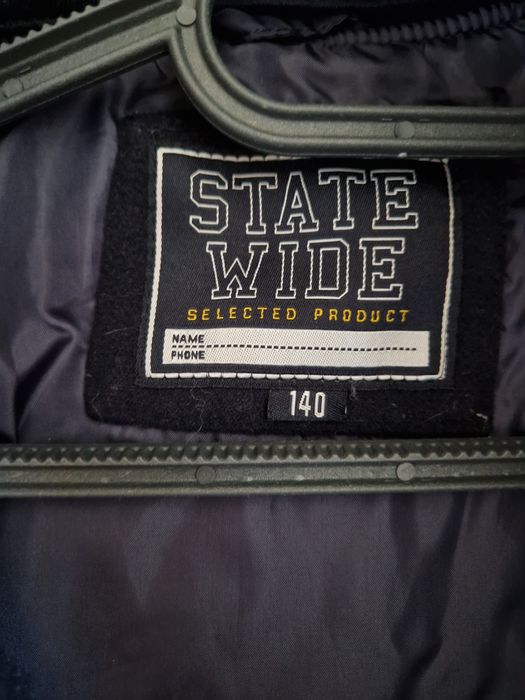 STATE
WIDE
SELECTED PRODUCT
NAME
PHONE
140